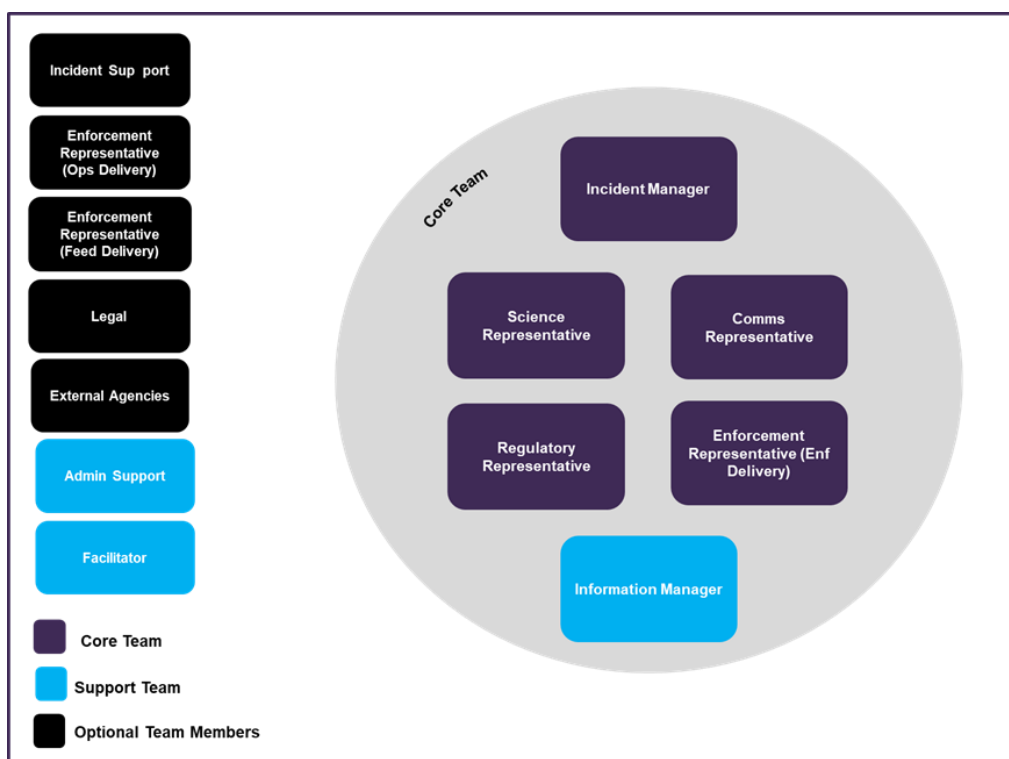 Incident Sup port
Enforcement
Representative
(Ops Delivery)
Enforcement
Representative
(Feed Delivery)
Legal
External Agencies
Admin Support
Facilitator
Core Team
Support Team
Optional Team Members
Core Team
Incident Manager
Science
Representative
Comms
Representative
Regulatory
Representative
Enforcement
Representative (Enf
Delivery)
Information Manager